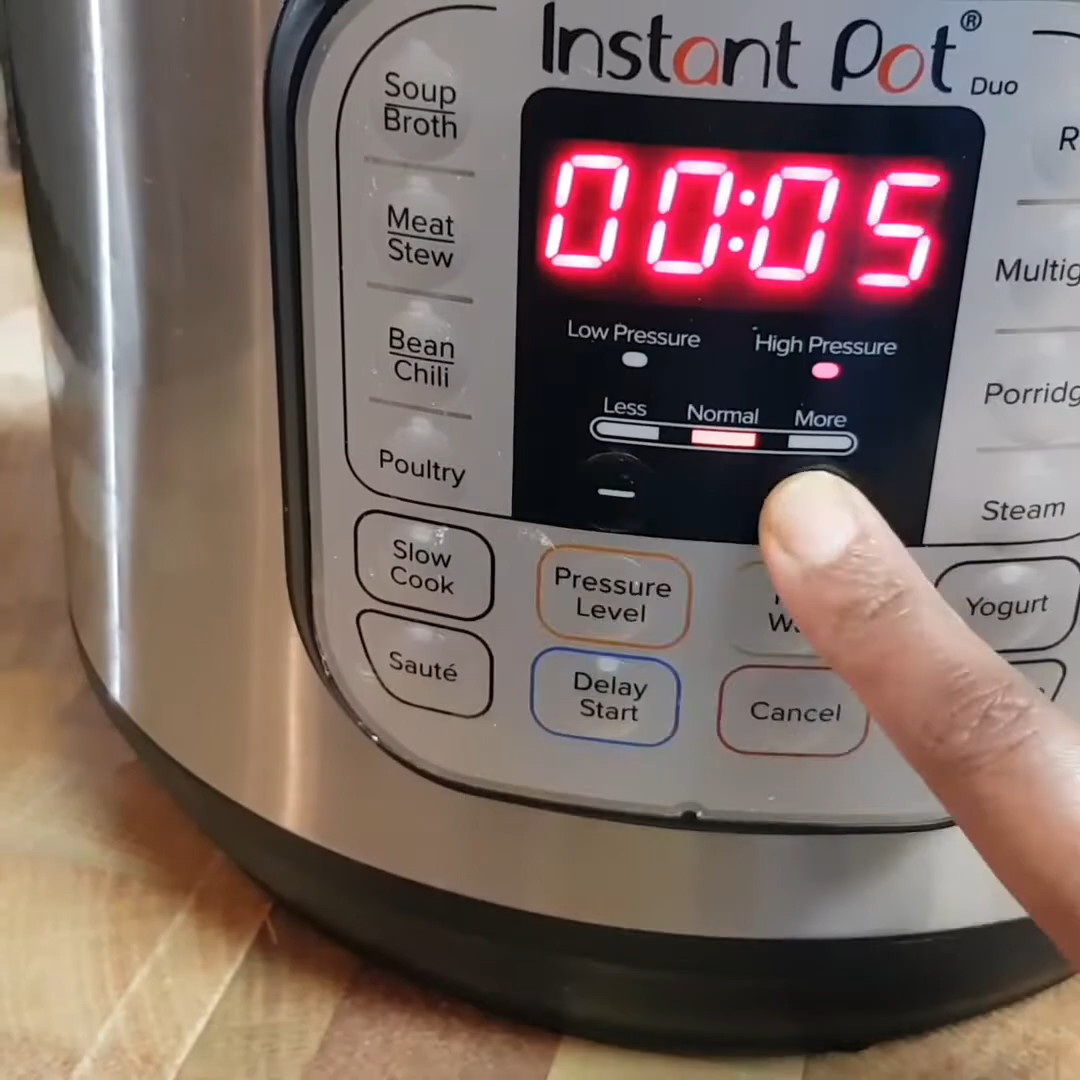 Instant Pot®
Duo
Soup
Broth
Meat
Stew
Bean
Chili
Poultry
00:05
Low Pressure
High Pressure
Less
Normal
More
Slow
Cook
Sauté
Pressure
Level
Delay
Start
Cancel
Steam
Yogurt